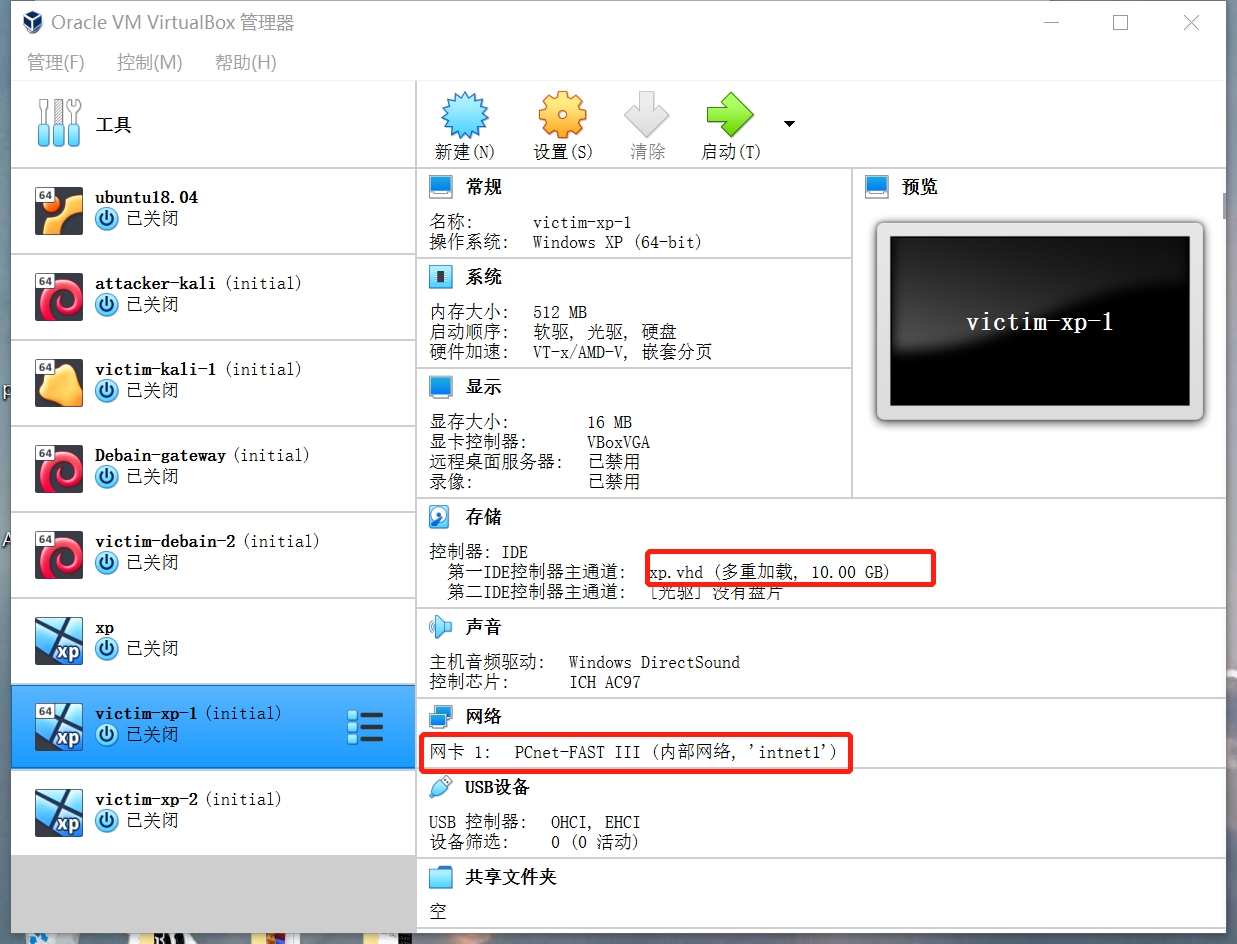 Oracle VM VirtualBox 管理器
管理(F) 控制(M) 帮助(H)
工具
新建(N) 设置(S) 清除 启动(T)
64 ubuntu18.04
已关闭
64 attacker-kali (initial)
已关闭
64 victim-kali-1 (initial)
已关闭
64 Debain-gateway (initial)
已关闭
64 victim-debain-2 (initial)
已关闭
xp xp
已关闭
64 xp victim-xp-1 (initial)
已关闭
xp victim-xp-2 (initial)
已关闭
常规
名称: victim-xp-1
操作系统: Windows XP (64-bit)
系统
内存大小: 512 MB
启动顺序: 软驱, 光驱, 硬盘
硬件加速: VT-x/AMD-V, 嵌套分页
显示
显存大小: 16 MB
显卡控制器: VBoxVGA
远程桌面服务器: 已禁用
录像: 已禁用
预览
victim-xp-1
存储
控制器: IDE
第一IDE控制器主通道: xp.vhd (多重加载, 10.00 GB)
第二IDE控制器主通道: [光驱] 没有盘片
声音
主机音频驱动: Windows DirectSound
控制芯片: ICH AC97
网络
网卡 1: PCnet-FAST III (内部网络, 'intnet1')
USB设备
USB 控制器: OHCI, EHCI
设备筛选: 0 (0 活动)
共享文件夹
空